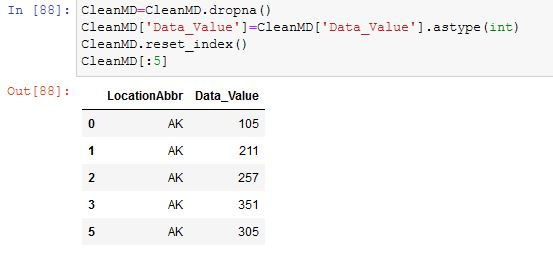 In [88]: CleanMD=CleanMD.dropna()
CleanMD['Data_Value']=CleanMD['Data_Value'].astype(int)
CleanMD.reset_index()
CleanMD[:5]
Out[88]:
LocationAbbr Data_Value
0 AK 105
1 AK 211
2 AK 257
3 AK 351
5 AK 305